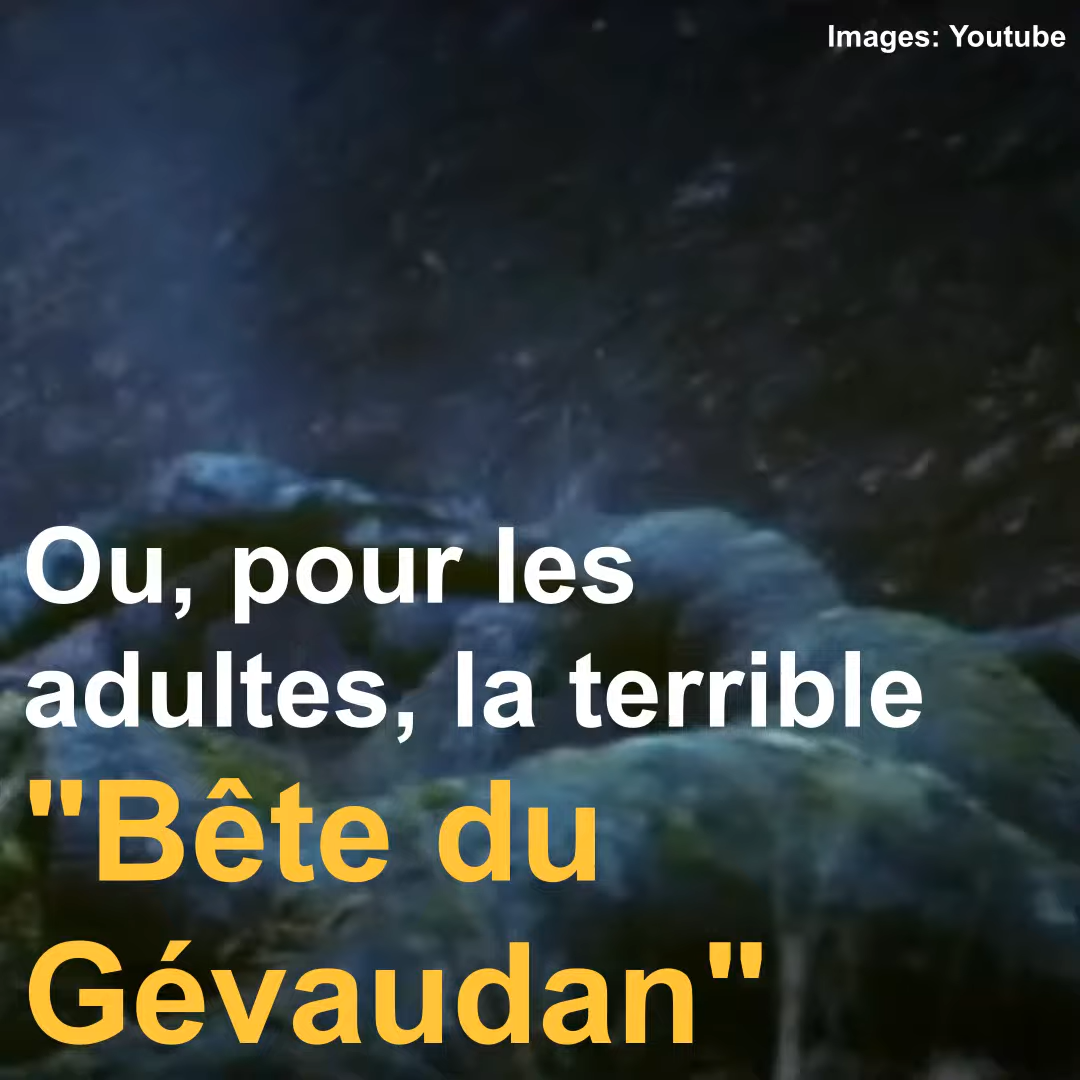 Images: Youtube
Ou, pour les
adultes, la terrible
"Bête du
Gévaudan"